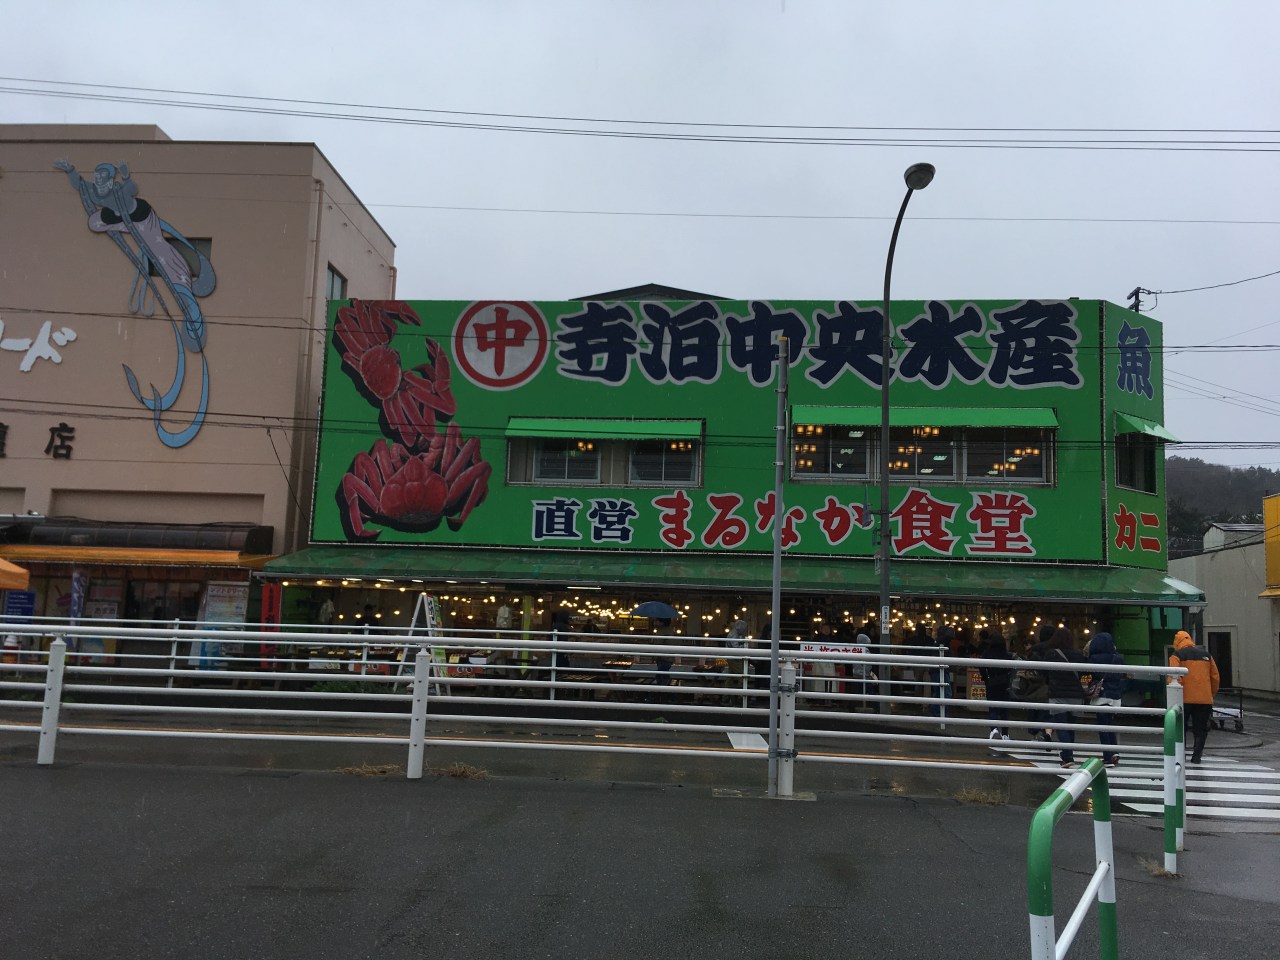 中 寺泊中央水産
魚
直営 まるなか食堂
カニ
ード
店